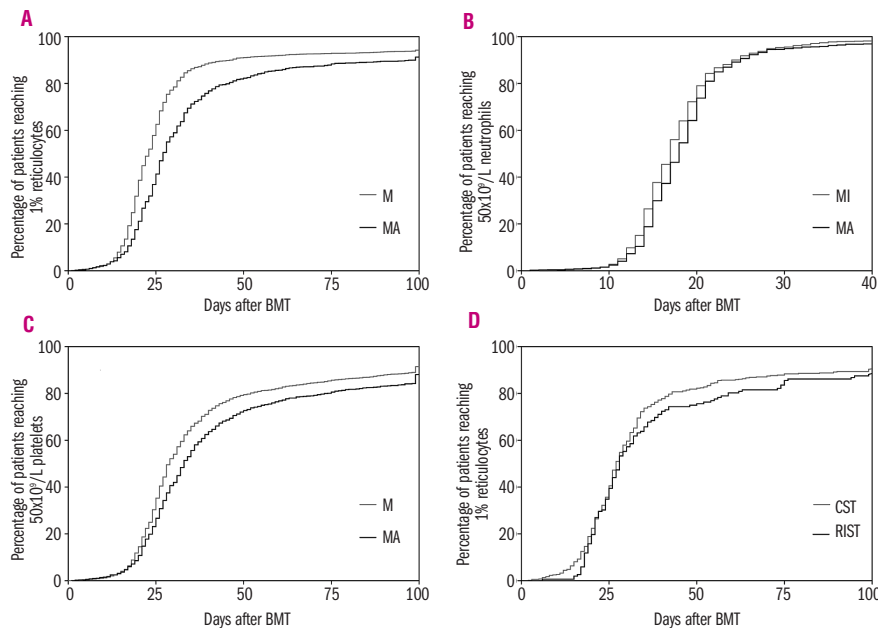 A
Percentage of patients reaching
1% reticulocytes
100
80
60
40
20
0
M
MA
0 25 50 75 100
Days after BMT
B
Percentage of patients reaching
50x10⁹/L neutrophils
100
80
60
40
20
0
MI
MA
0 10 20 30 40
Days after BMT
C
Percentage of patients reaching
50x10⁹/L platelets
100
80
60
40
20
0
M
MA
0 25 50 75 100
Days after BMT
D
Percentage of patients reaching
1% reticulocytes
100
80
60
40
20
0
CST
RIST
0 25 50 75 100
Days after BMT